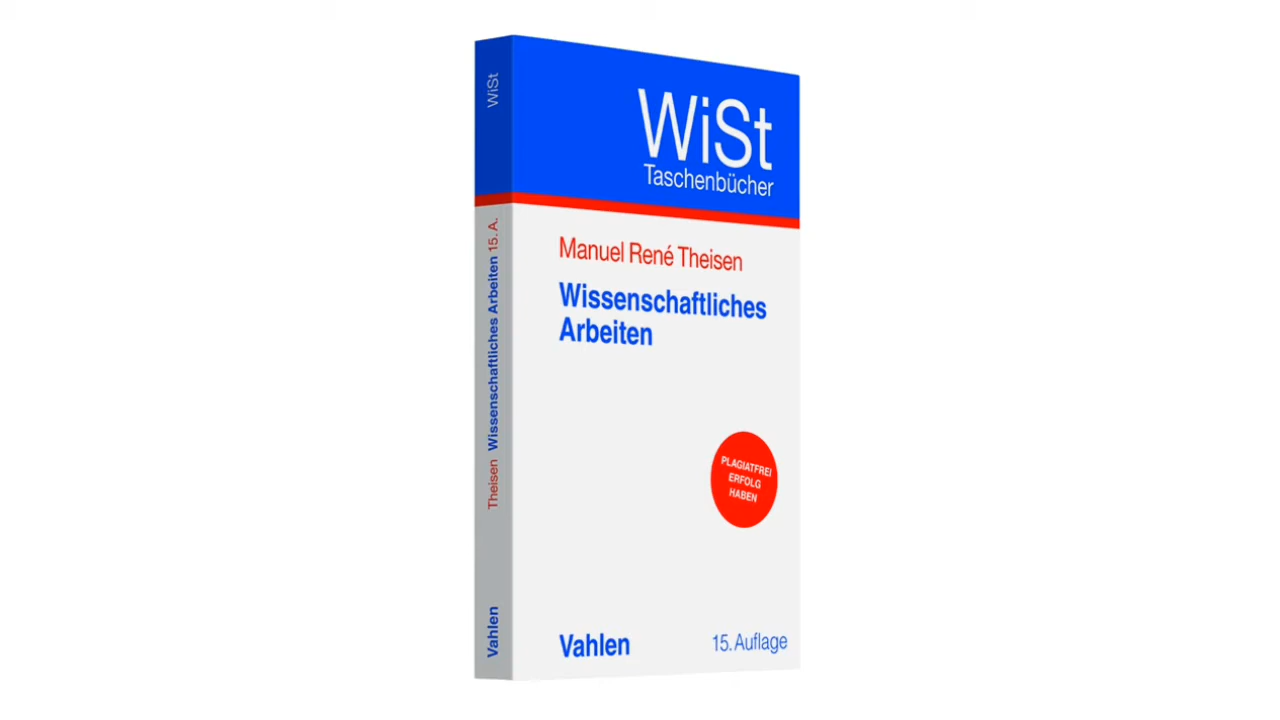 WiSt
Taschenbücher
Manuel René Theisen
Wissenschaftliches
Arbeiten
PLAGIATFREI
ERFOLG
HABEN
Vahlen
15. Auflage
WiSt
Theisen Wissenschaftliches Arbeiten 15. A.
Vahlen